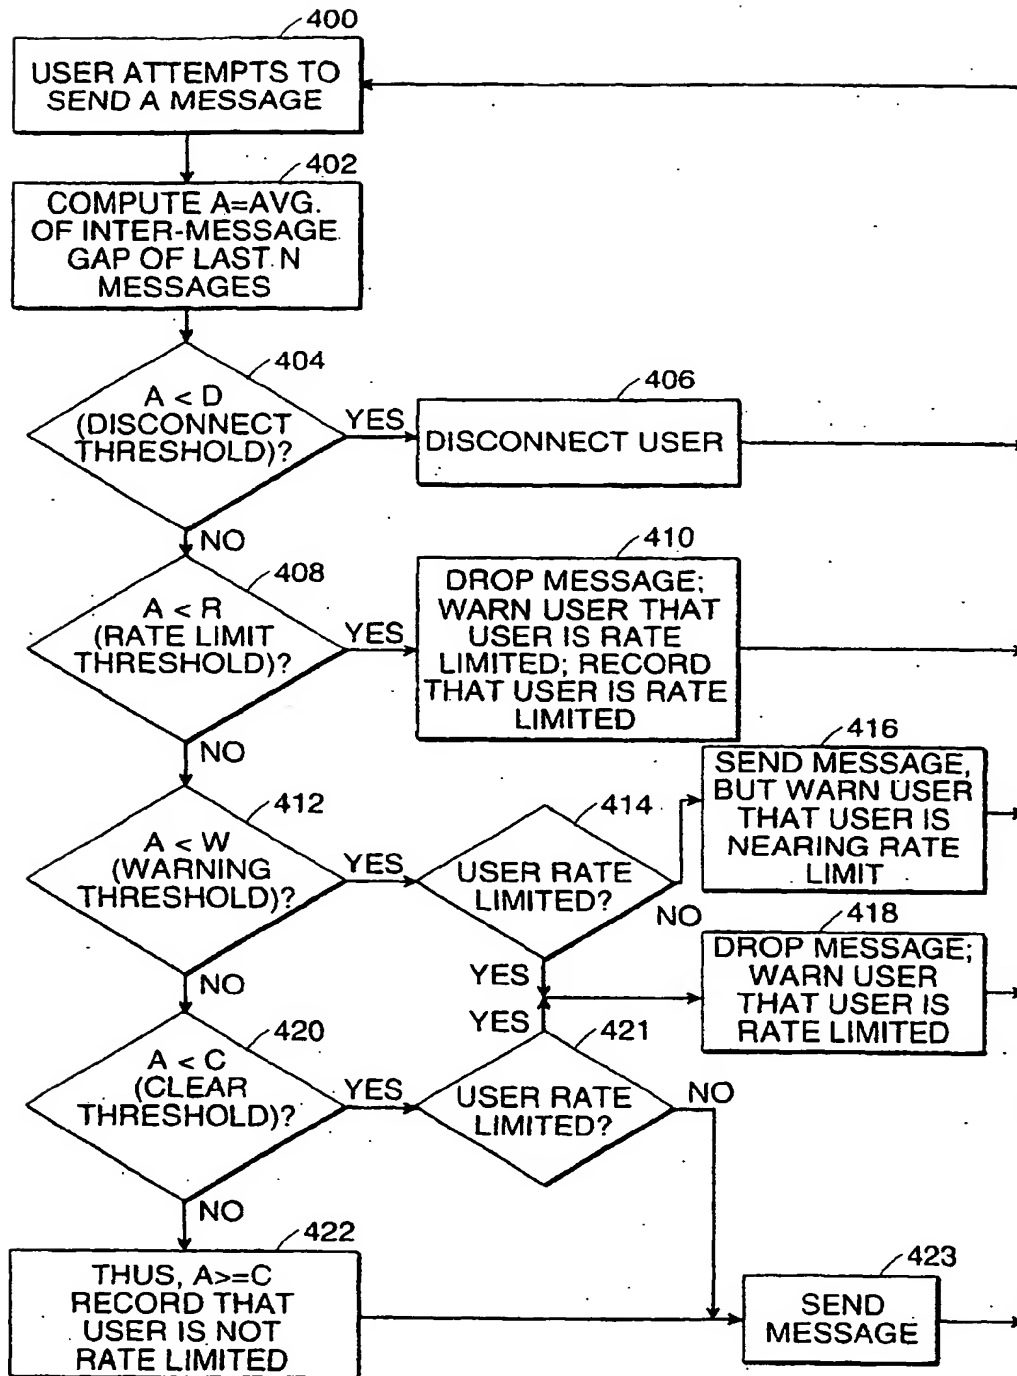 400
USER ATTEMPTS TO
SEND A MESSAGE
402
COMPUTE A=AVG.
OF INTER-MESSAGE
GAP OF LAST N
MESSAGES
404
A < D
(DISCONNECT
THRESHOLD)?
YES
NO
406
DISCONNECT USER
408
A < R
(RATE LIMIT
THRESHOLD)?
YES
NO
410
DROP MESSAGE;
WARN USER THAT
USER IS RATE
LIMITED; RECORD
THAT USER IS RATE
LIMITED
412
A < W
(WARNING
THRESHOLD)?
YES
NO
414
USER RATE
LIMITED?
NO
YES
416
SEND MESSAGE,
BUT WARN USER
THAT USER IS
NEARING RATE
LIMIT
418
DROP MESSAGE;
WARN USER
THAT USER IS
RATE LIMITED
420
A < C
(CLEAR
THRESHOLD)?
YES
NO
421
USER RATE
LIMITED?
YES
NO
422
THUS, A>=C
RECORD THAT
USER IS NOT
RATE LIMITED
423
SEND
MESSAGE